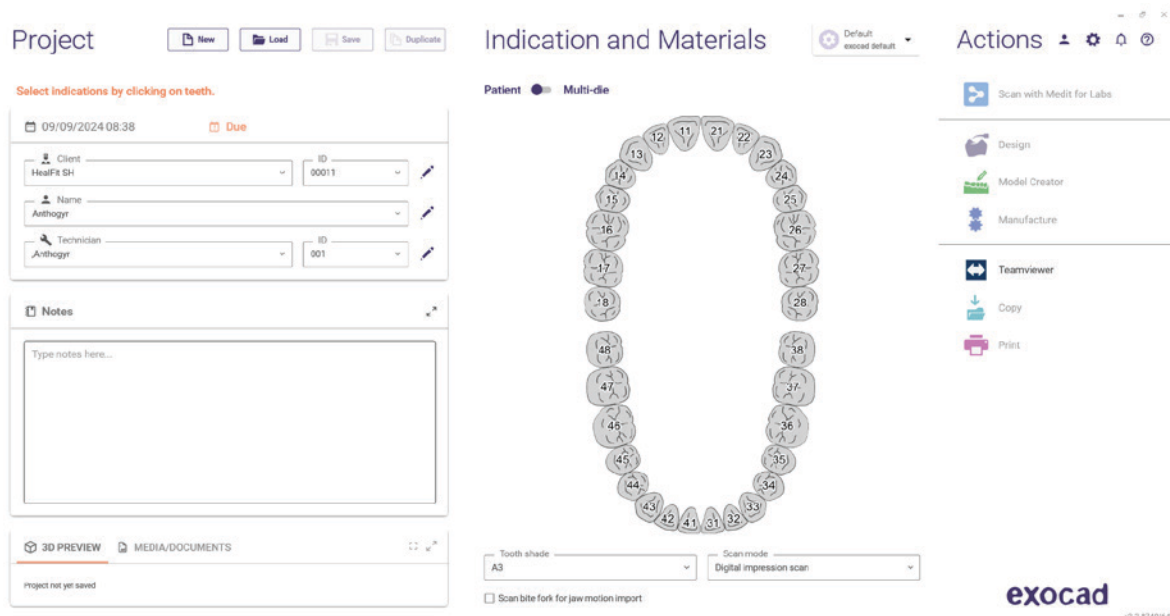 Project
New
Load
Save
Duplicate
Select indications by clicking on teeth.
09/09/2024 08:38
Due
Client
HealFit SH
ID
00011
Name
Anthogyr
Technician
,Anthogyr
ID
001
Notes
Type notes here...
3D PREVIEW
MEDIA/DOCUMENTS
Project not yet saved
Indication and Materials
Default
exocad default
Patient
Multi-die
11 21
12 22
13 23
14 24
15 25
16 26
17 27
18 28
48 38
47 37
46 36
45 35
44 34
43 33
42 32
41 31
Tooth shade
A3
Scan mode
Digital impression scan
Scan bite fork for jaw motion import
Actions
Scan with Medit for Labs
Design
Model Creator
Manufacture
Teamviewer
Copy
Print
exocad